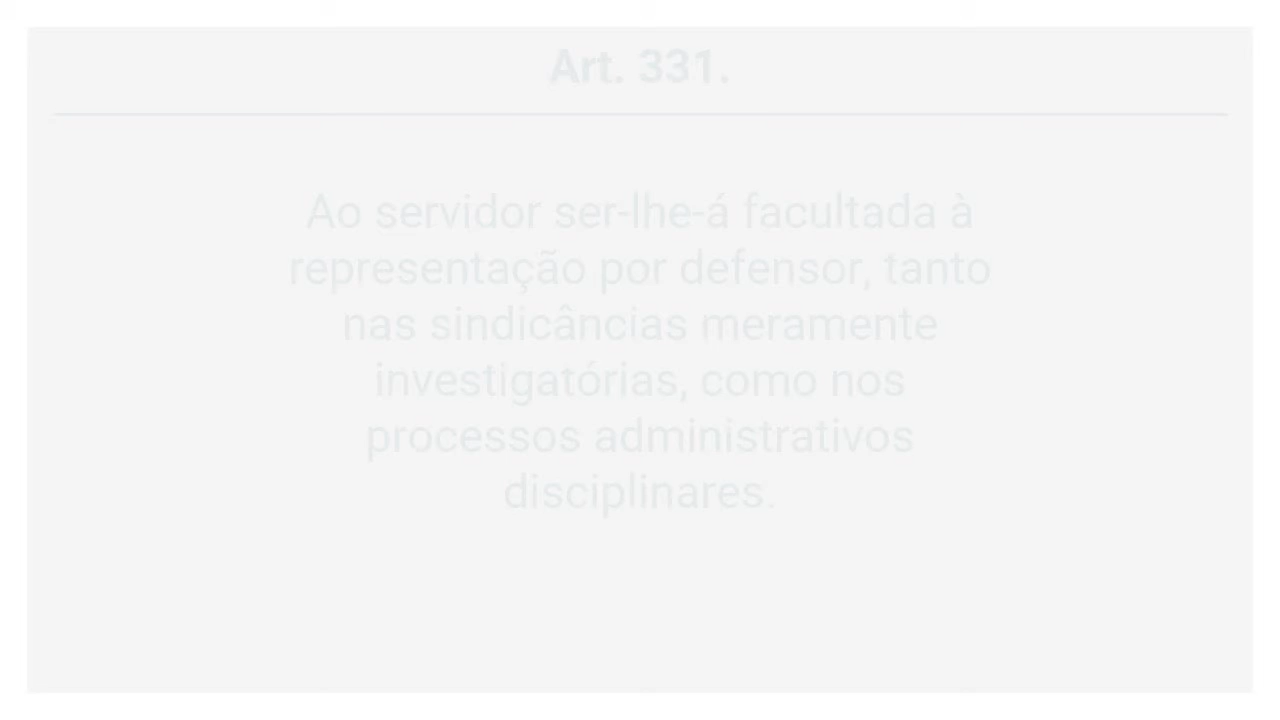 Art. 331.
Ao servidor ser-lhe-á facultada à
representação por defensor, tanto
nas sindicâncias meramente
investigatórias, como nos
processos administrativos
disciplinares.